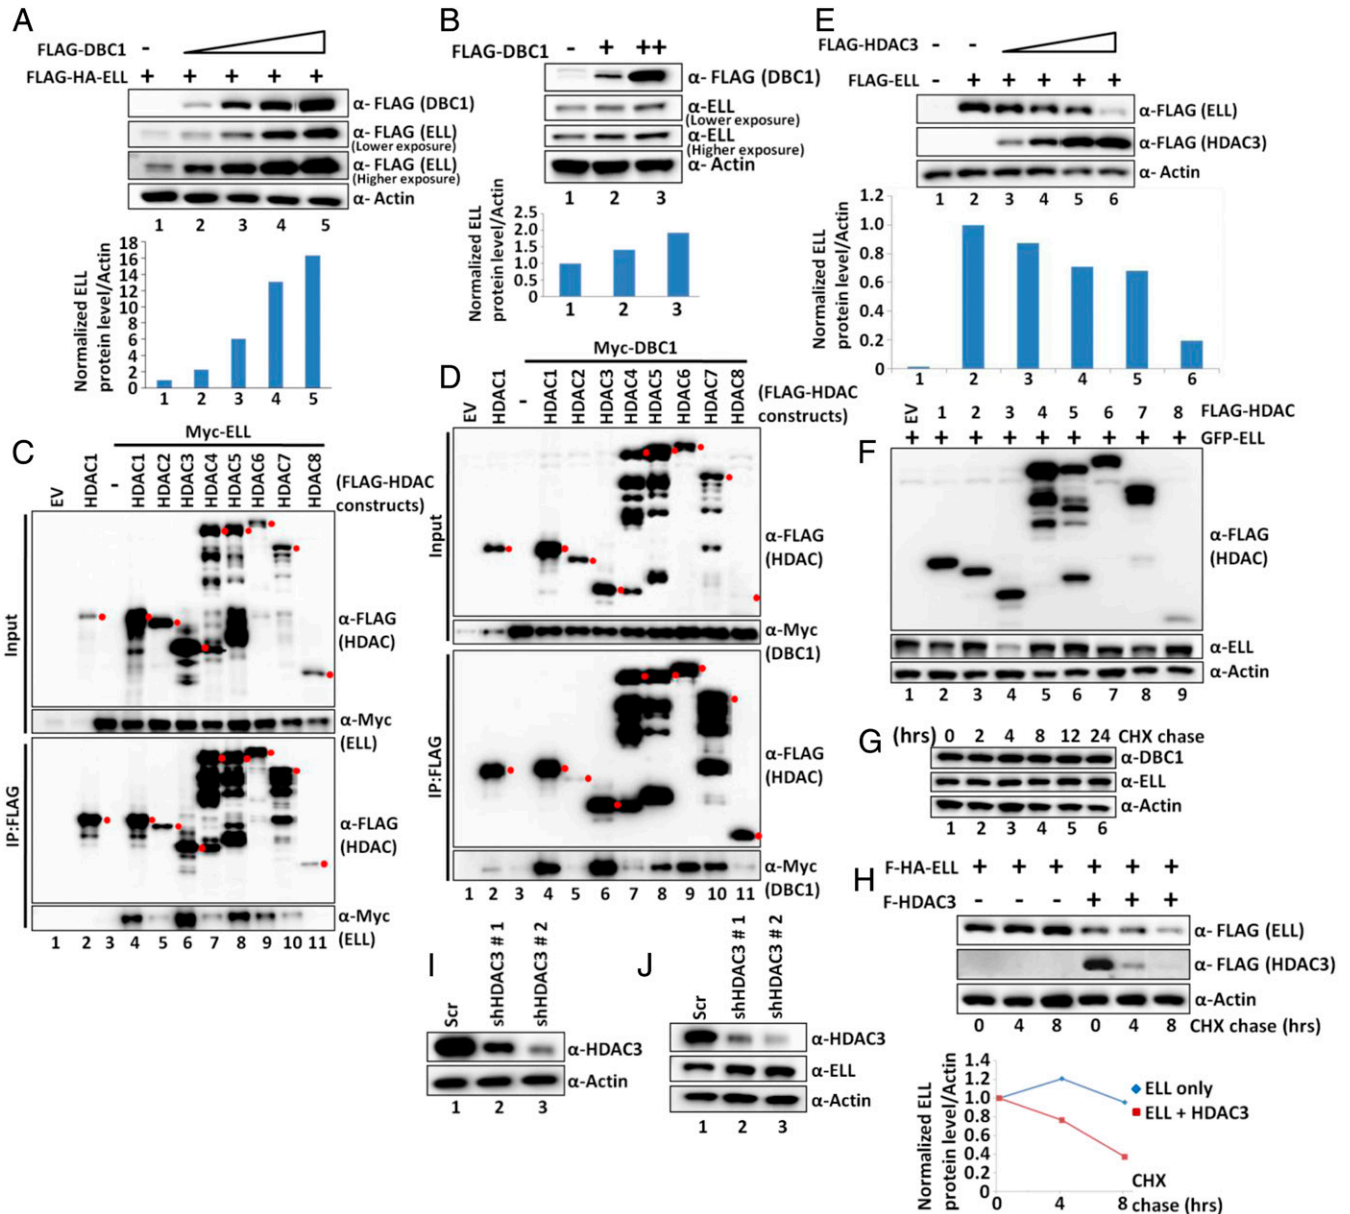 A
FLAG-DBC1 -
FLAG-HA-ELL + + + + +
α- FLAG (DBC1)
α- FLAG (ELL)
(Lower exposure)
α- FLAG (ELL)
(Higher exposure)
α- Actin
1 2 3 4 5
Normalized ELL
protein level/Actin
18
16
14
12
10
8
6
4
2
0
1 2 3 4 5
B
FLAG-DBC1 - + ++
α- FLAG (DBC1)
α-ELL
(Lower exposure)
α-ELL
(Higher exposure)
α- Actin
1 2 3
Normalized ELL
protein level/Actin
2.5
2.0
1.5
1.0
0.5
0
1 2 3
E
FLAG-HDAC3 - -
FLAG-ELL - + + + + +
α-FLAG (ELL)
α-FLAG (HDAC3)
α- Actin
1 2 3 4 5 6
Normalized ELL
protein level/Actin
1.2
1.0
0.8
0.6
0.4
0.2
0
1 2 3 4 5 6
C
Myc-ELL
EV HDAC1 - HDAC1 HDAC2 HDAC3 HDAC4 HDAC5 HDAC6 HDAC7 HDAC8
(FLAG-HDAC
constructs)
Input
α-FLAG
(HDAC)
α-Myc
(ELL)
IP:FLAG
α-FLAG
(HDAC)
α-Myc
(ELL)
1 2 3 4 5 6 7 8 9 10 11
D
Myc-DBC1
EV HDAC1 - HDAC1 HDAC2 HDAC3 HDAC4 HDAC5 HDAC6 HDAC7 HDAC8
(FLAG-HDAC
constructs)
Input
α-FLAG
(HDAC)
α-Myc
(DBC1)
IP:FLAG
α-FLAG
(HDAC)
α-Myc
(DBC1)
1 2 3 4 5 6 7 8 9 10 11
F
EV 1 2 3 4 5 6 7 8 FLAG-HDAC
+ + + + + + + + + GFP-ELL
α-FLAG
(HDAC)
α-ELL
α-Actin
1 2 3 4 5 6 7 8 9
G
(hrs) 0 2 4 8 12 24 CHX chase
α-DBC1
α-ELL
α-Actin
1 2 3 4 5 6
H
F-HA-ELL + + + + + +
F-HDAC3 - - - + + +
α- FLAG (ELL)
α- FLAG (HDAC3)
α-Actin
0 4 8 0 4 8 CHX chase (hrs)
Normalized ELL
protein level/Actin
1.4
1.2
1.0
0.8
0.6
0.4
0.2
0
ELL only
ELL + HDAC3
0 4 8
CHX
chase (hrs)
I
Scr shHDAC3 # 1 shHDAC3 # 2
α-HDAC3
α-Actin
1 2 3
J
Scr shHDAC3 # 1 shHDAC3 # 2
α-HDAC3
α-ELL
α-Actin
1 2 3